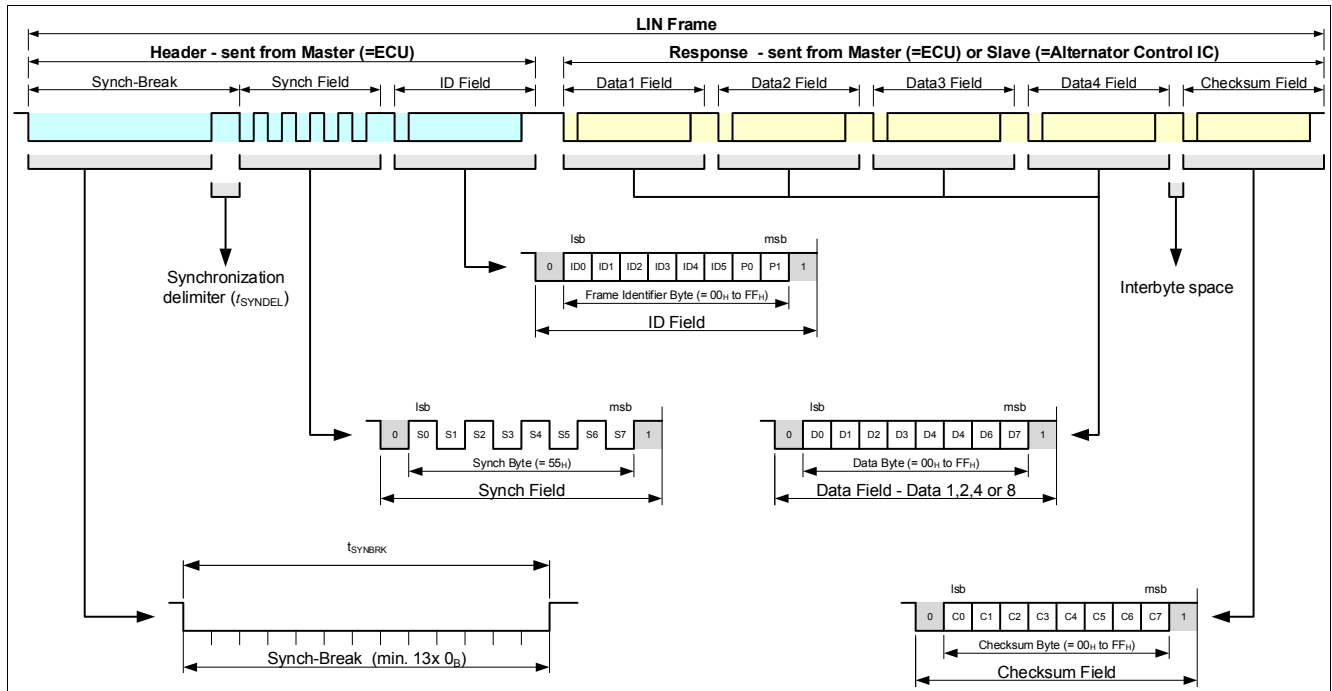 LIN Frame
Header - sent from Master (=ECU)
Response - sent from Master (=ECU) or Slave (=Alternator Control IC)
Synch-Break
Synch Field
ID Field
Data1 Field
Data2 Field
Data3 Field
Data4 Field
Checksum Field
Synchronization
delimiter (tSYNDEL)
lsb
msb
0 ID0 ID1 ID2 ID3 ID4 ID5 P0 P1 1
Frame Identifier Byte (= 00H to FFH)
ID Field
Interbyte space
lsb
msb
0 S0 S1 S2 S3 S4 S5 S6 S7 1
Synch Byte (= 55H)
Synch Field
lsb
msb
0 D0 D1 D2 D3 D4 D4 D6 D7 1
Data Byte (= 00H to FFH)
Data Field - Data 1,2,4 or 8
tSYNBRK
Synch-Break (min. 13x 0B)
lsb
msb
0 C0 C1 C2 C3 C4 C5 C6 C7 1
Checksum Byte (= 00H to FFH)
Checksum Field